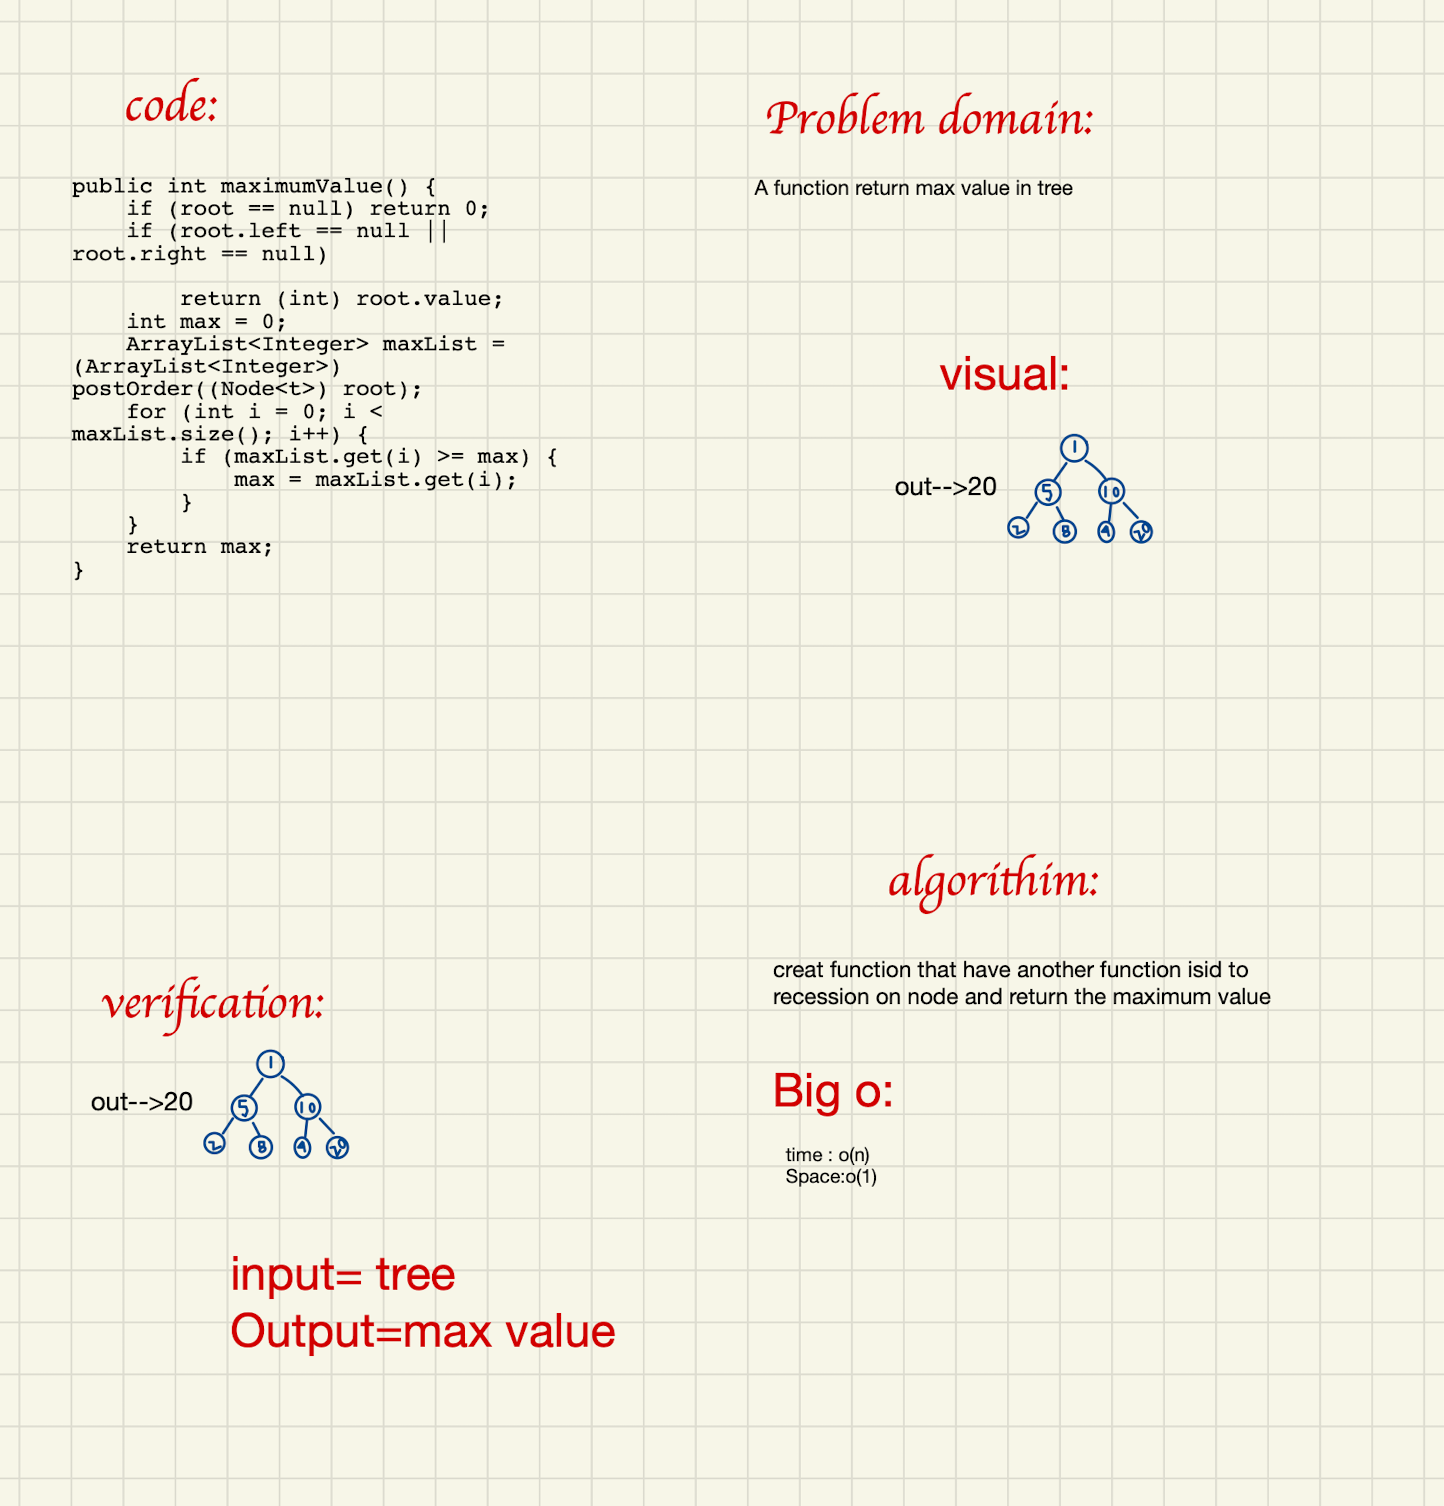 code:
public int maximumValue() {
if (root == null) return 0;
if (root.left == null ||
root.right == null)
return (int) root.value;
int max = 0;
ArrayList<Integer> maxList =
(ArrayList<Integer>)
postOrder((Node<t>) root);
for (int i = 0; i <
maxList.size(); i++) {
if (maxList.get(i) >= max) {
max = maxList.get(i);
}
}
return max;
}
Problem domain:
A function return max value in tree
visual:
1
out-->20
5 10
2 8 20
algorithim:
creat function that have another function isid to
recession on node and return the maximum value
verification:
1
out-->20
5 10
2 8 20
Big o:
time : o(n)
Space:o(1)
input= tree
Output=max value